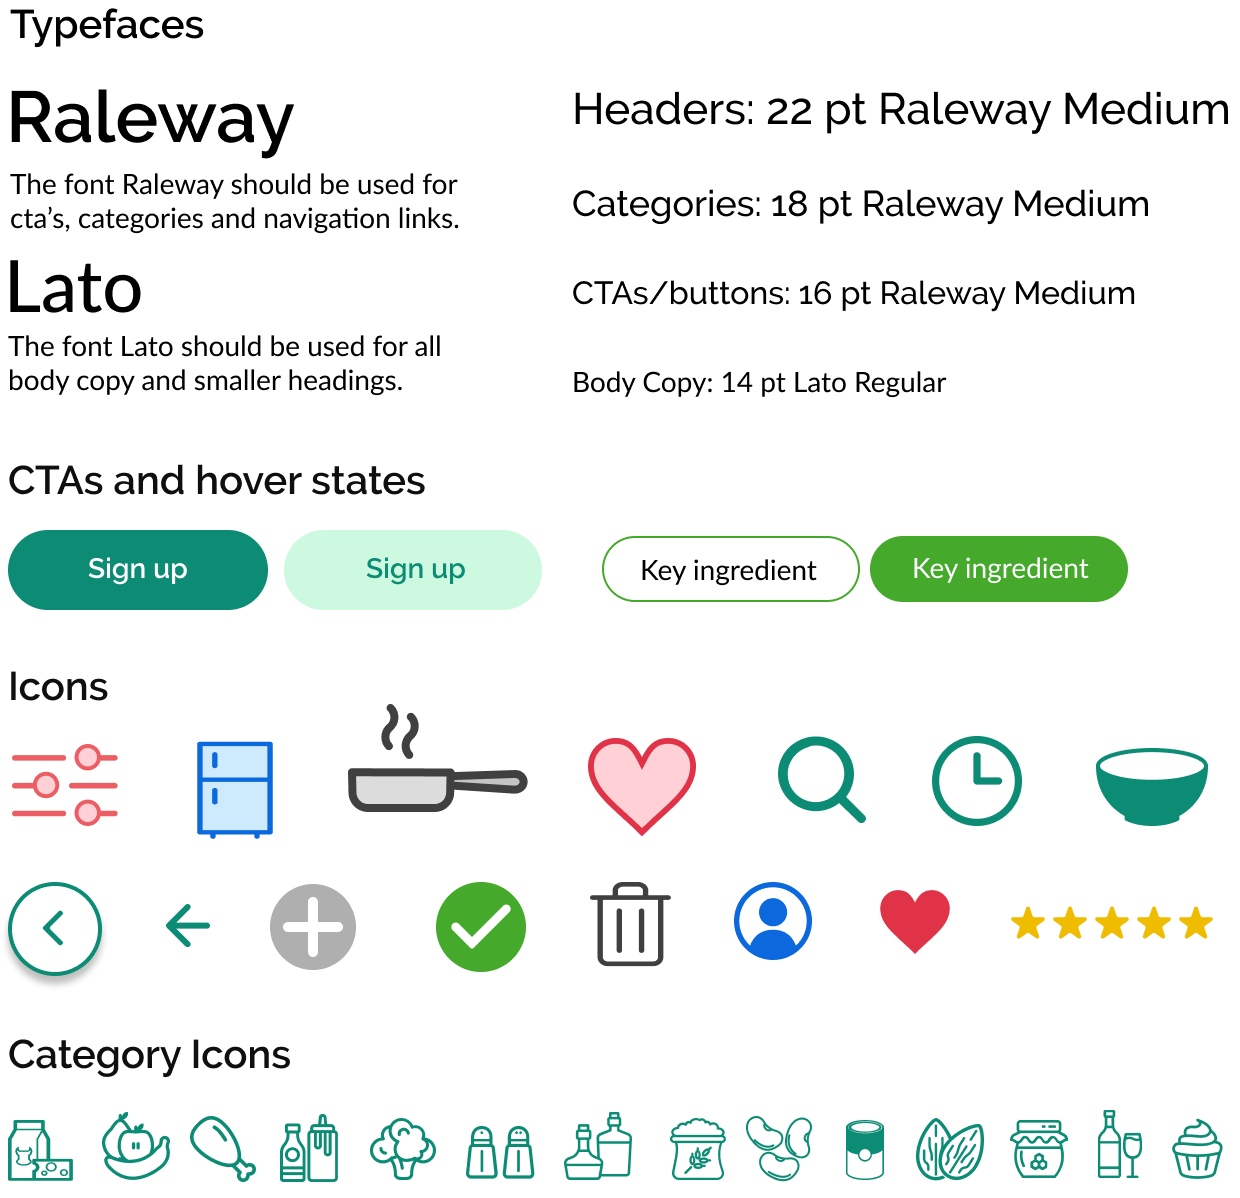 Typefaces
Raleway
The font Raleway should be used for
cta's, categories and navigation links.
Lato
The font Lato should be used for all
body copy and smaller headings.
Headers: 22 pt Raleway Medium
Categories: 18 pt Raleway Medium
CTAs/buttons: 16 pt Raleway Medium
Body Copy: 14 pt Lato Regular
CTAs and hover states
Sign up
Sign up
Key ingredient
Key ingredient
Icons
Category Icons